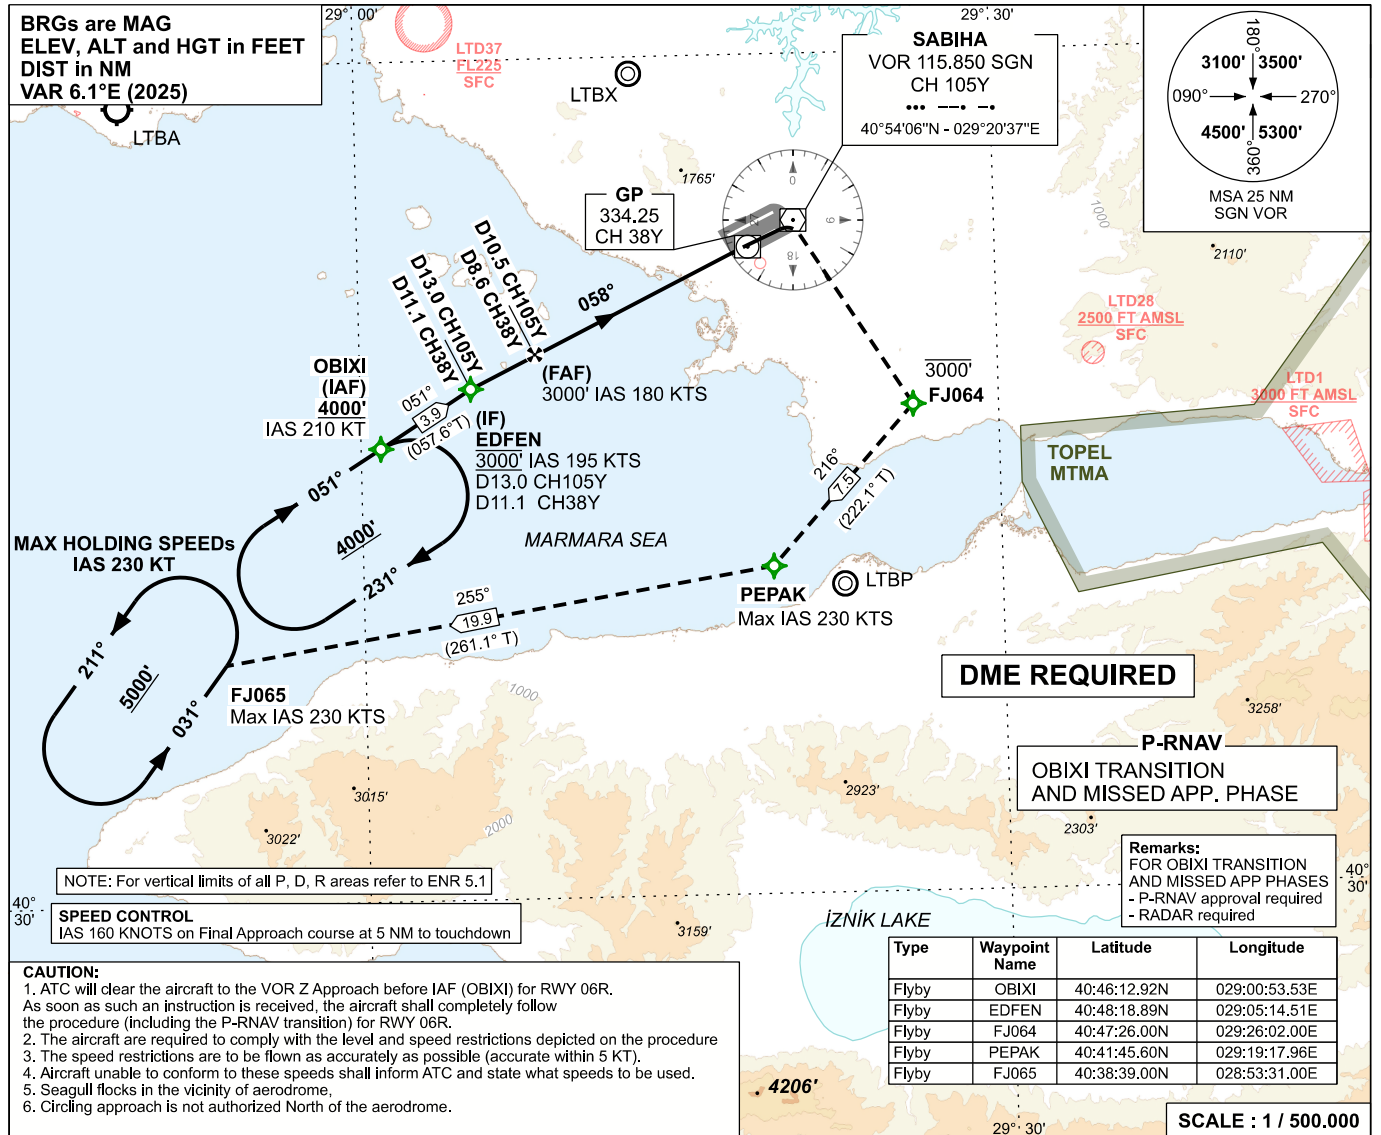 BRGs are MAG
ELEV, ALT and HGT in FEET
DIST in NM
VAR 6.1°E (2025)
29° 00'
29° 30'
LTD37
FL225
SFC
LTBX
LTBA
SABIHA
VOR 115.850 SGN
CH 105Y
40°54'06"N - 029°20'37"E
180°
3100' 3500'
090° 270°
4500' 5300'
360°
MSA 25 NM
SGN VOR
1765'
GP
334.25
CH 38Y
0
9
18
27
1000
2110'
LTD28
2500 FT AMSL
SFC
LTD1
3000 FT AMSL
SFC
D10.5 CH105Y
D8.6 CH38Y
D13.0 CH105Y
D11.1 CH38Y
058°
OBIXI
(IAF)
4000'
IAS 210 KT
051°
3.9
(057.6°T)
(FAF)
3000' IAS 180 KTS
(IF)
EDFEN
3000' IAS 195 KTS
D13.0 CH105Y
D11.1 CH38Y
3000'
FJ064
TOPEL
MTMA
216°
7.5
(222.1° T)
051°
4000'
231°
MARMARA SEA
MAX HOLDING SPEEDs
IAS 230 KT
PEPAK
Max IAS 230 KTS
LTBP
255°
19.9
(261.1° T)
211°
5000'
031°
FJ065
Max IAS 230 KTS
DME REQUIRED
1000
3258'
P-RNAV
OBIXI TRANSITION
AND MISSED APP. PHASE
3015'
2923'
2303'
3022'
2000
Remarks:
FOR OBIXI TRANSITION
AND MISSED APP PHASES
- P-RNAV approval required
- RADAR required
40°
30'
NOTE: For vertical limits of all P, D, R areas refer to ENR 5.1
40°
30'
SPEED CONTROL
IAS 160 KNOTS on Final Approach course at 5 NM to touchdown
3159'
İZNİK LAKE
Type Waypoint Name Latitude Longitude
Flyby OBIXI 40:46:12.92N 029:00:53.53E
Flyby EDFEN 40:48:18.89N 029:05:14.51E
Flyby FJ064 40:47:26.00N 029:26:02.00E
Flyby PEPAK 40:41:45.60N 029:19:17.96E
Flyby FJ065 40:38:39.00N 028:53:31.00E
CAUTION:
1. ATC will clear the aircraft to the VOR Z Approach before IAF (OBIXI) for RWY 06R.
As soon as such an instruction is received, the aircraft shall completely follow
the procedure (including the P-RNAV transition) for RWY 06R.
2. The aircraft are required to comply with the level and speed restrictions depicted on the procedure
3. The speed restrictions are to be flown as accurately as possible (accurate within 5 KT).
4. Aircraft unable to conform to these speeds shall inform ATC and state what speeds to be used.
5. Seagull flocks in the vicinity of aerodrome,
6. Circling approach is not authorized North of the aerodrome.
4206'
29° 30'
SCALE : 1 / 500.000